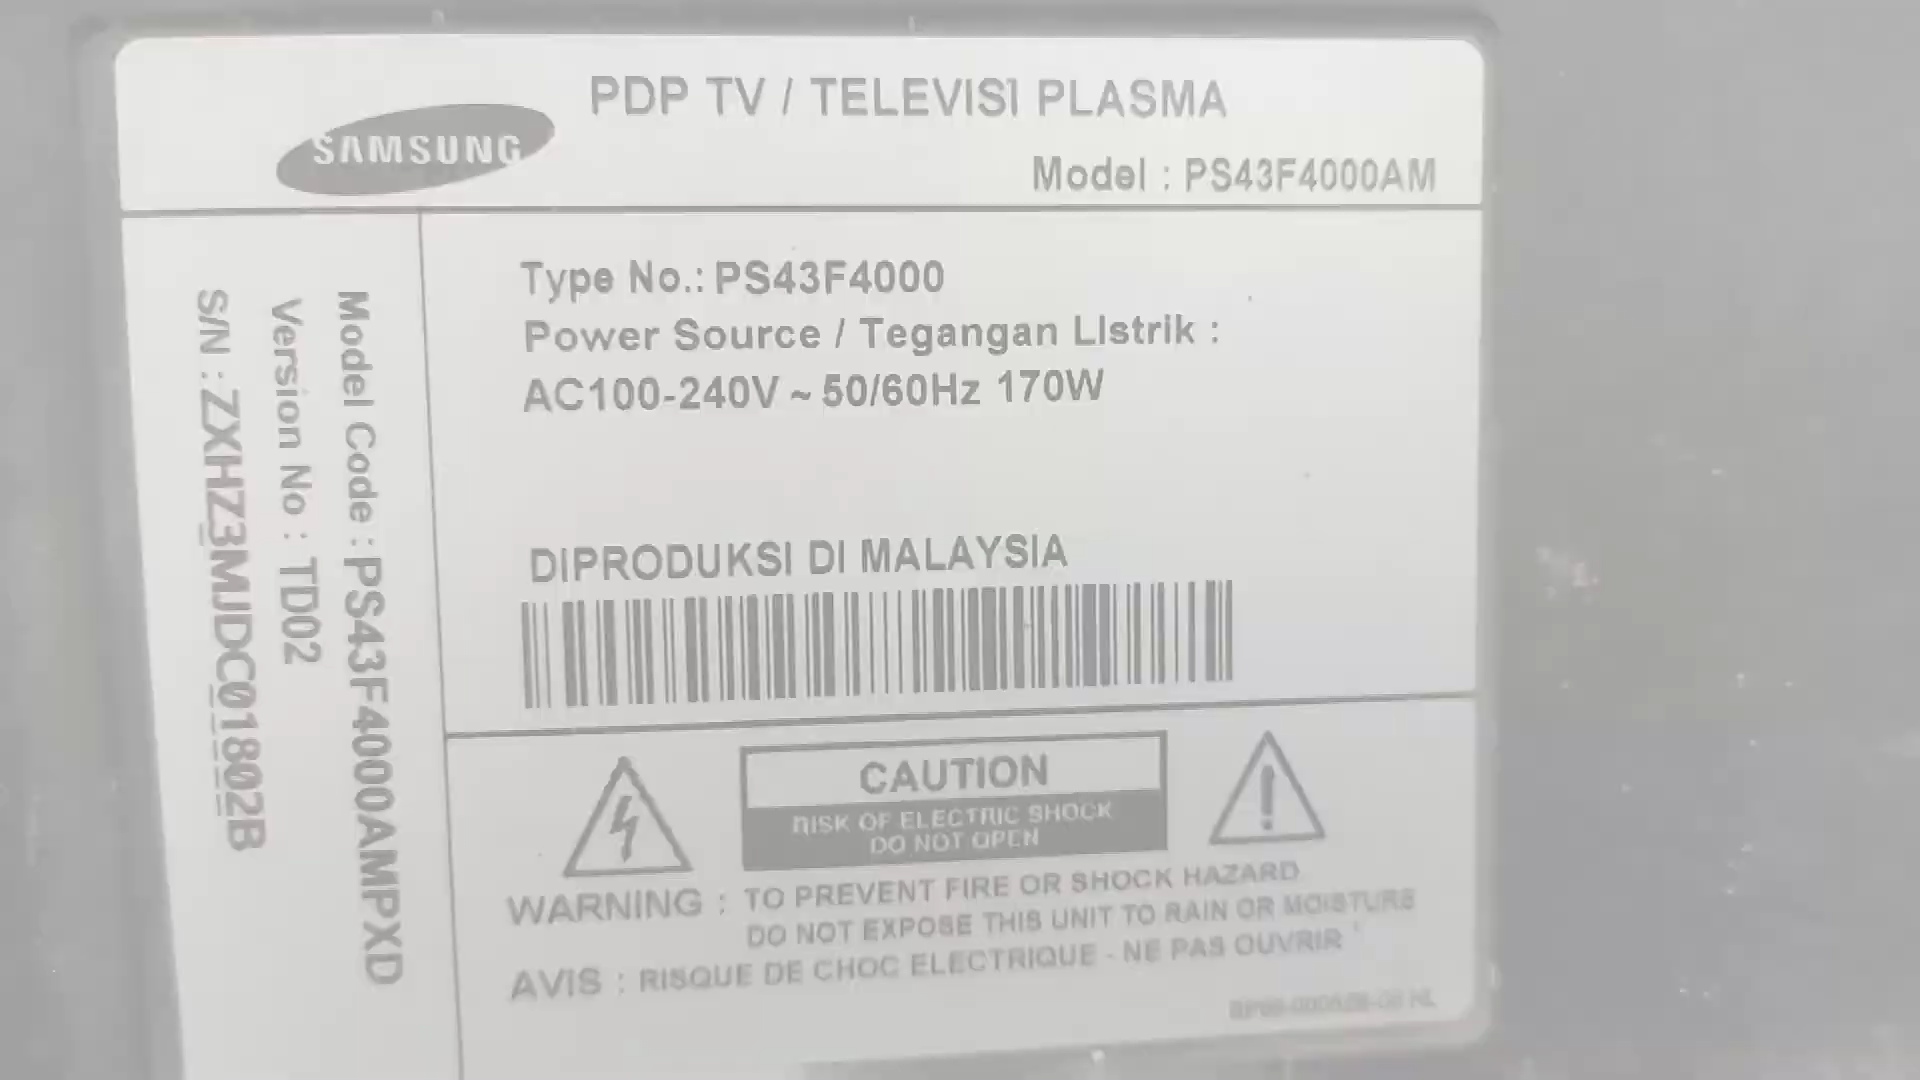 SAMSUNG
PDP TV / TELEVISI PLASMA
Model : PS43F4000AM
Model Code : PS43F4000AMPXD
Version No : TD02
S/N : ZXHZ3MJDC01802B
Type No.: PS43F4000
Power Source / Tegangan LIstrik :
AC100-240V ~ 50/60Hz 170W
DIPRODUKSI DI MALAYSIA
CAUTION
RISK OF ELECTRIC SHOCK
DO NOT OPEN
WARNING : TO PREVENT FIRE OR SHOCK HAZARD
DO NOT EXPOSE THIS UNIT TO RAIN OR MOISTURE
AVIS : RISQUE DE CHOC ELECTRIQUE - NE PAS OUVRIR